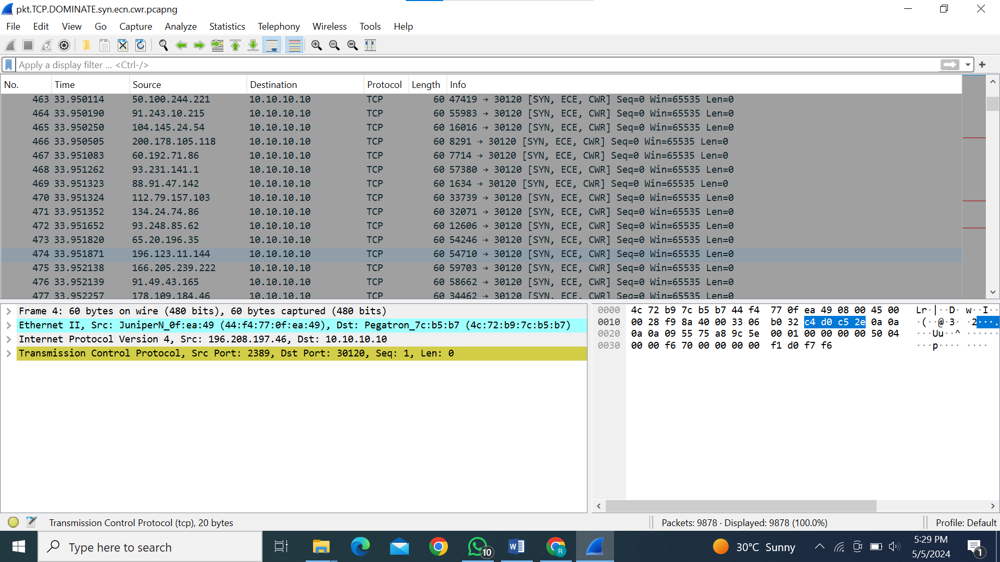 pkt.TCP.DOMINATE.syn.ecn.cwr.pcapng
File Edit View Go Capture Analyze Statistics Telephony Wireless Tools Help
Apply a display filter ... <Ctrl-/>
No. Time Source Destination Protocol Length Info
463 33.950114 50.100.244.221 10.10.10.10 TCP 60 47419 → 30120 [SYN, ECE, CWR] Seq=0 Win=65535 Len=0
464 33.950190 91.243.10.215 10.10.10.10 TCP 60 55983 → 30120 [SYN, ECE, CWR] Seq=0 Win=65535 Len=0
465 33.950250 104.145.24.54 10.10.10.10 TCP 60 16016 → 30120 [SYN, ECE, CWR] Seq=0 Win=65535 Len=0
466 33.950505 200.178.105.118 10.10.10.10 TCP 60 8291 → 30120 [SYN, ECE, CWR] Seq=0 Win=65535 Len=0
467 33.951083 60.192.71.86 10.10.10.10 TCP 60 7714 → 30120 [SYN, ECE, CWR] Seq=0 Win=65535 Len=0
468 33.951262 93.231.141.1 10.10.10.10 TCP 60 57380 → 30120 [SYN, ECE, CWR] Seq=0 Win=65535 Len=0
469 33.951323 88.91.47.142 10.10.10.10 TCP 60 1634 → 30120 [SYN, ECE, CWR] Seq=0 Win=65535 Len=0
470 33.951324 112.79.157.103 10.10.10.10 TCP 60 33739 → 30120 [SYN, ECE, CWR] Seq=0 Win=65535 Len=0
471 33.951352 134.24.74.86 10.10.10.10 TCP 60 32071 → 30120 [SYN, ECE, CWR] Seq=0 Win=65535 Len=0
472 33.951652 93.248.85.62 10.10.10.10 TCP 60 12606 → 30120 [SYN, ECE, CWR] Seq=0 Win=65535 Len=0
473 33.951820 65.20.196.35 10.10.10.10 TCP 60 54246 → 30120 [SYN, ECE, CWR] Seq=0 Win=65535 Len=0
474 33.951871 196.123.11.144 10.10.10.10 TCP 60 54710 → 30120 [SYN, ECE, CWR] Seq=0 Win=65535 Len=0
475 33.952138 166.205.239.222 10.10.10.10 TCP 60 59703 → 30120 [SYN, ECE, CWR] Seq=0 Win=65535 Len=0
476 33.952139 91.49.43.165 10.10.10.10 TCP 60 58662 → 30120 [SYN, ECE, CWR] Seq=0 Win=65535 Len=0
477 33.952257 178.109.184.46 10.10.10.10 TCP 60 34462 → 30120 [SYN, ECE, CWR] Seq=0 Win=65535 Len=0
Frame 4: 60 bytes on wire (480 bits), 60 bytes captured (480 bits)
Ethernet II, Src: JuniperN_0f:ea:49 (44:f4:77:0f:ea:49), Dst: Pegatron_7c:b5:b7 (4c:72:b9:7c:b5:b7)
Internet Protocol Version 4, Src: 196.208.197.46, Dst: 10.10.10.10
Transmission Control Protocol, Src Port: 2389, Dst Port: 30120, Seq: 1, Len: 0
0000 4c 72 b9 7c b5 b7 44 f4 77 0f ea 49 08 00 45 00 Lr·|··D· w··I··
0010 00 28 f9 8a 40 00 33 06 b0 32 c4 d0 c5 2e 0a 0a ·(··@·3· ·2···.
0020 0a 0a 09 55 75 a8 9c 5e 00 01 00 00 00 00 50 04 ···Uu··^ ······
0030 00 00 f6 70 00 00 00 00 f1 d0 f7 f6 ···p···· ····
Transmission Control Protocol (tcp), 20 bytes
Packets: 9878 · Displayed: 9878 (100.0%)
Profile: Default
Type here to search
10
W
R
30°C Sunny
5:29 PM
5/5/2024
1